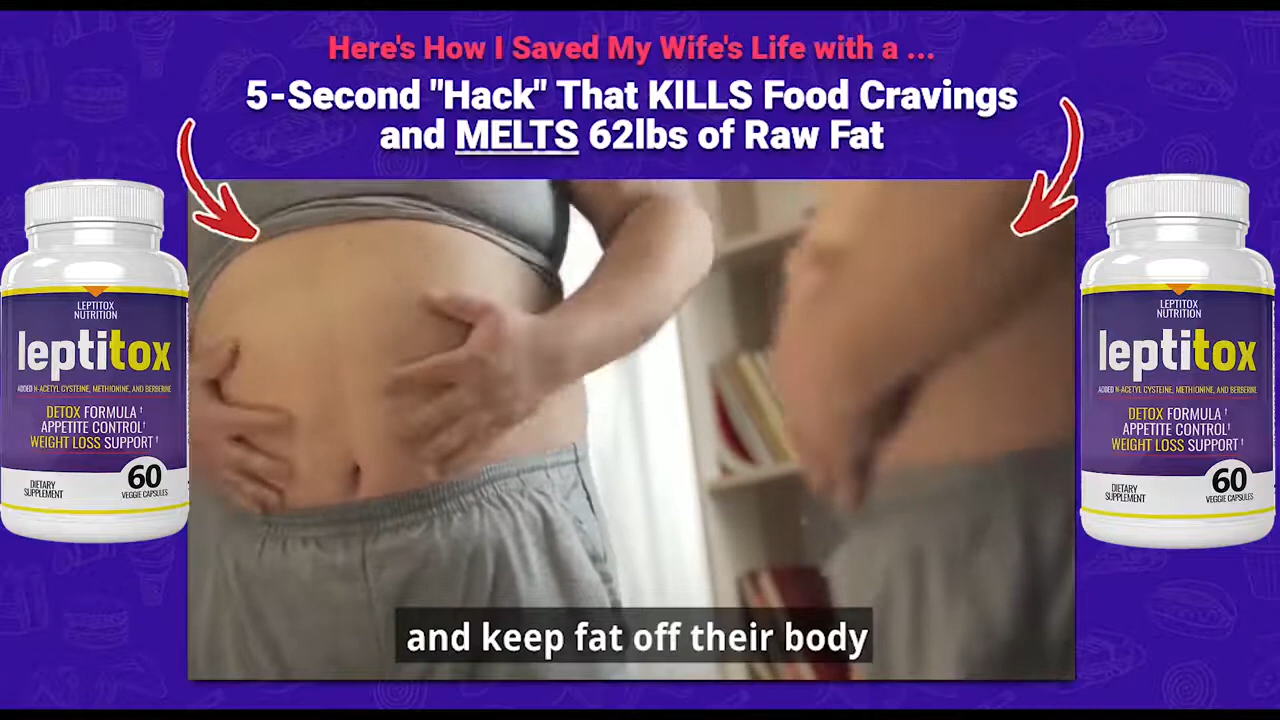 Here's How I Saved My Wife's Life with a ...
5-Second "Hack" That KILLS Food Cravings
and MELTS 62lbs of Raw Fat
LEPTITOX
NUTRITION
leptitox
ADDED N-ACETYL CYSTEINE, METHIONINE, AND BERBERINE
DETOX FORMULA†
APPETITE CONTROL†
WEIGHT LOSS SUPPORT†
DIETARY
SUPPLEMENT
60
VEGGIE CAPSULES
LEPTITOX
NUTRITION
leptitox
ADDED N-ACETYL CYSTEINE, METHIONINE, AND BERBERINE
DETOX FORMULA†
APPETITE CONTROL†
WEIGHT LOSS SUPPORT†
DIETARY
SUPPLEMENT
60
VEGGIE CAPSULES
and keep fat off their body